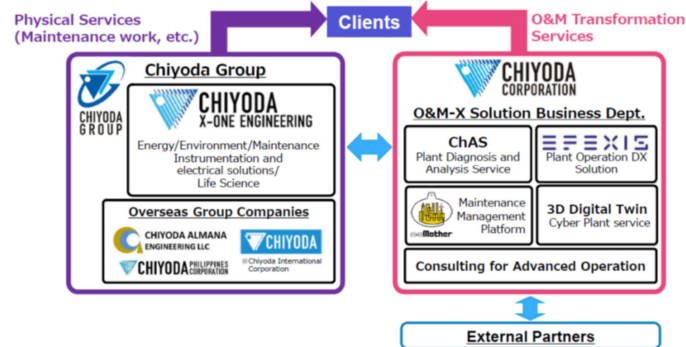 Physical Services
(Maintenance work, etc.)
Clients
O&M Transformation
Services
Chiyoda Group
CHIYODA
GROUP
CHIYODA
X-ONE ENGINEERING
Energy/Environment/Maintenance
Instrumentation and
electrical solutions/
Life Science
Overseas Group Companies
CHIYODA ALMANA
ENGINEERING LLC
CHIYODA
※Chiyoda International
Corporation
CHIYODA PHILIPPINES
CORPORATION
CHIYODA
CORPORATION
O&M-X Solution Business Dept.
ChAS
Plant Diagnosis and
Analysis Service
EFEXIS
Plant Operation DX
Solution
Mother
Maintenance
Management
Platform
3D Digital Twin
Cyber Plant service
Consulting for Advanced Operation
External Partners